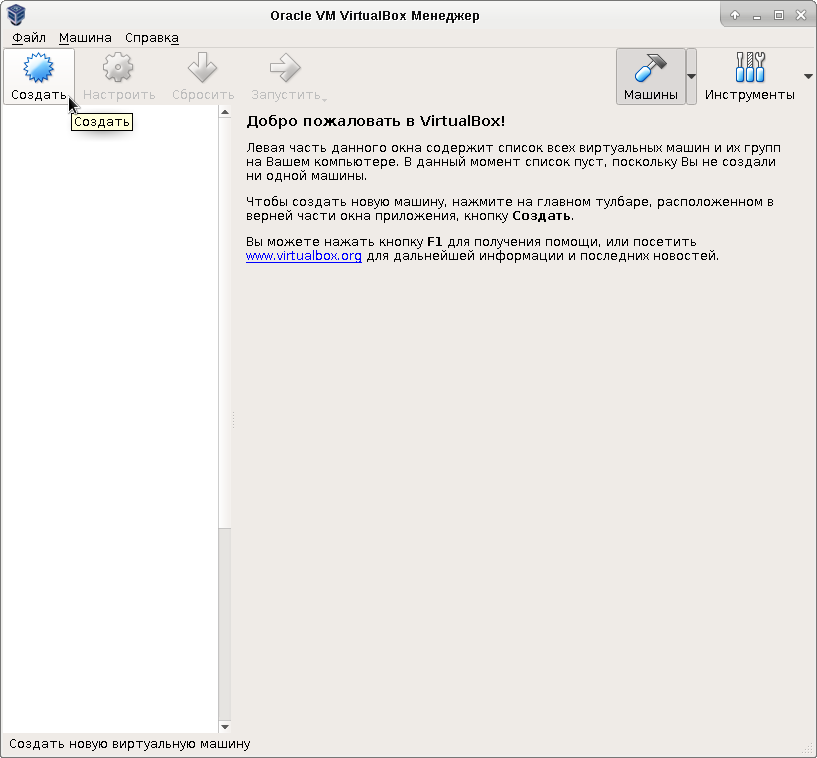 Oracle VM VirtualBox Менеджер
Файл Машина Справка
Создать Настроить Сбросить Запустить Машины Инструменты
Создать
Добро пожаловать в VirtualBox!
Левая часть данного окна содержит список всех виртуальных машин и их групп
на Вашем компьютере. В данный момент список пуст, поскольку Вы не создали
ни одной машины.
Чтобы создать новую машину, нажмите на главном тулбаре, расположенном в
верней части окна приложения, кнопку Создать.
Вы можете нажать кнопку F1 для получения помощи, или посетить
www.virtualbox.org для дальнейшей информации и последних новостей.
Создать новую виртуальную машину